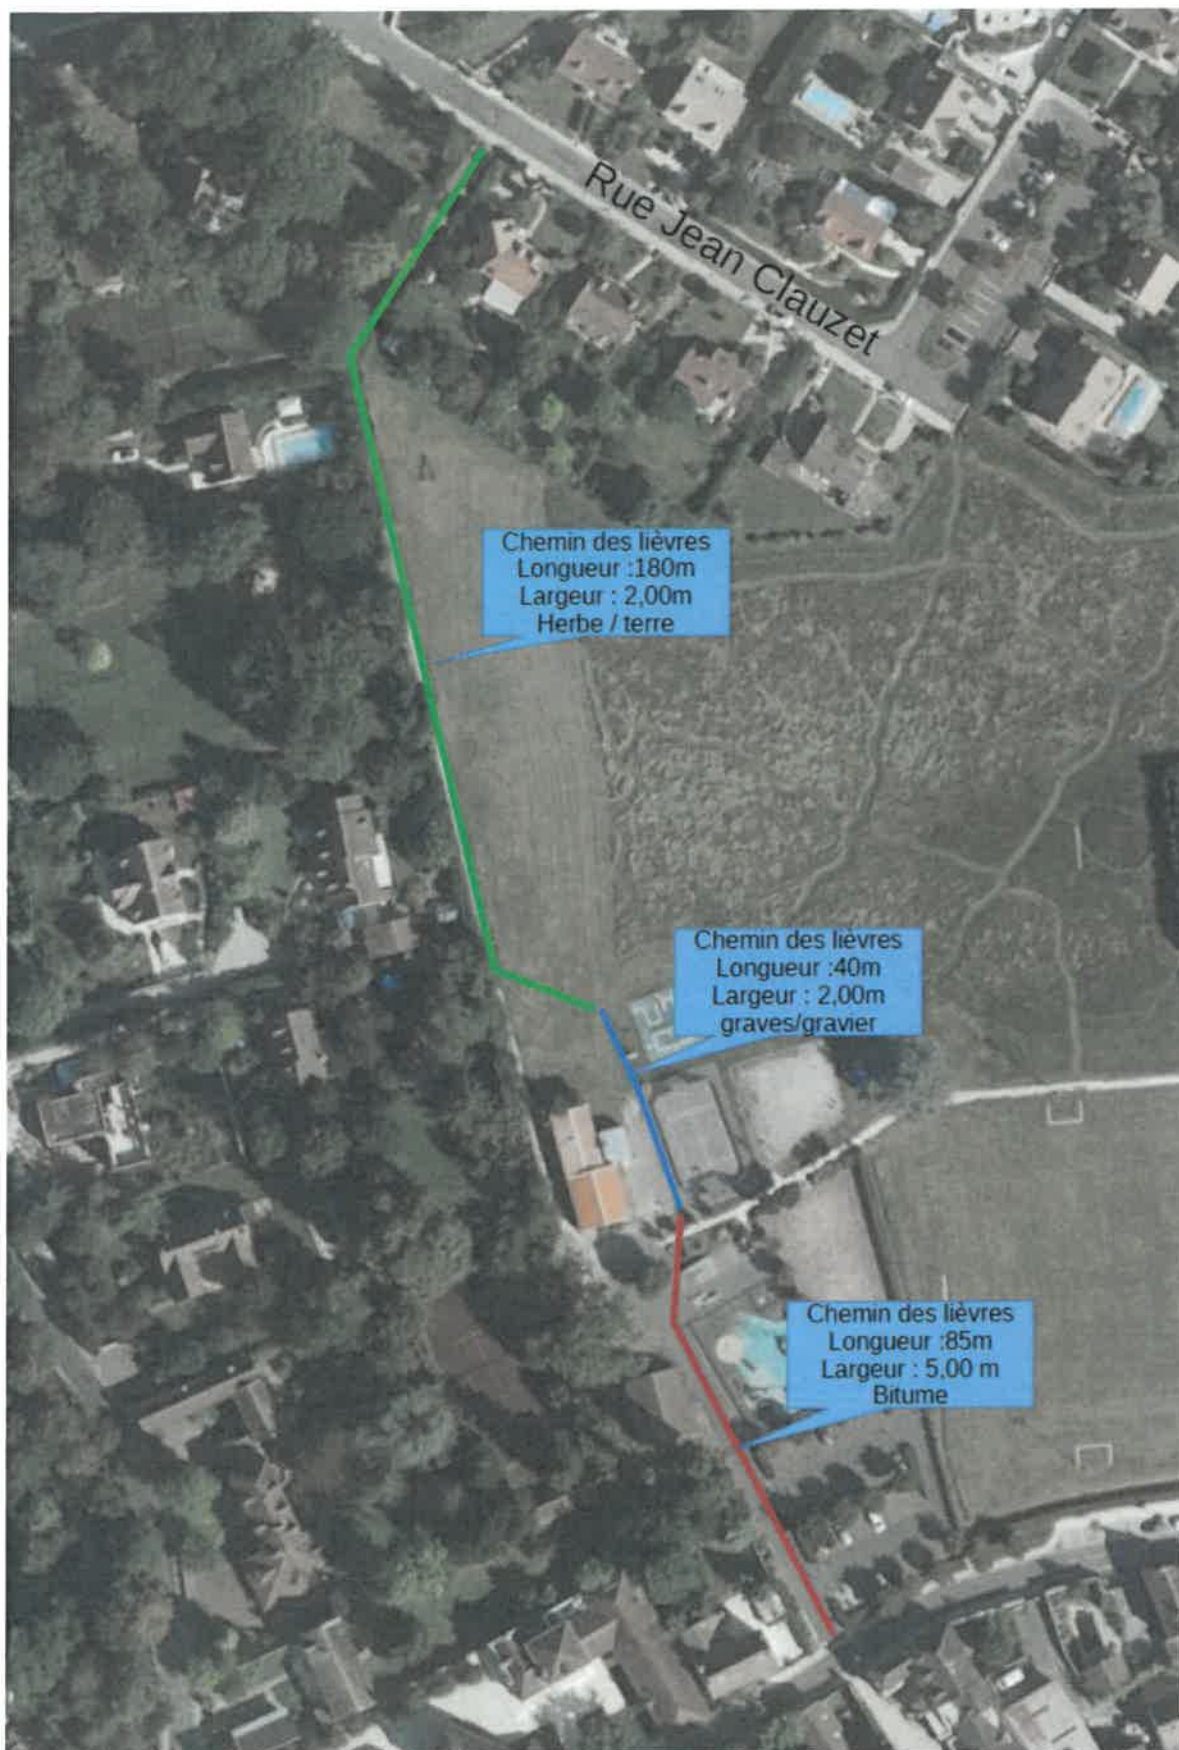 Rue Jean Clauzet
Chemin des lièvres
Longueur :180m
Largeur : 2,00m
Herbe / terre
Chemin des lièvres
Longueur :40m
Largeur : 2,00m
graves/gravier
Chemin des lièvres
Longueur :85m
Largeur : 5,00 m
Bitume